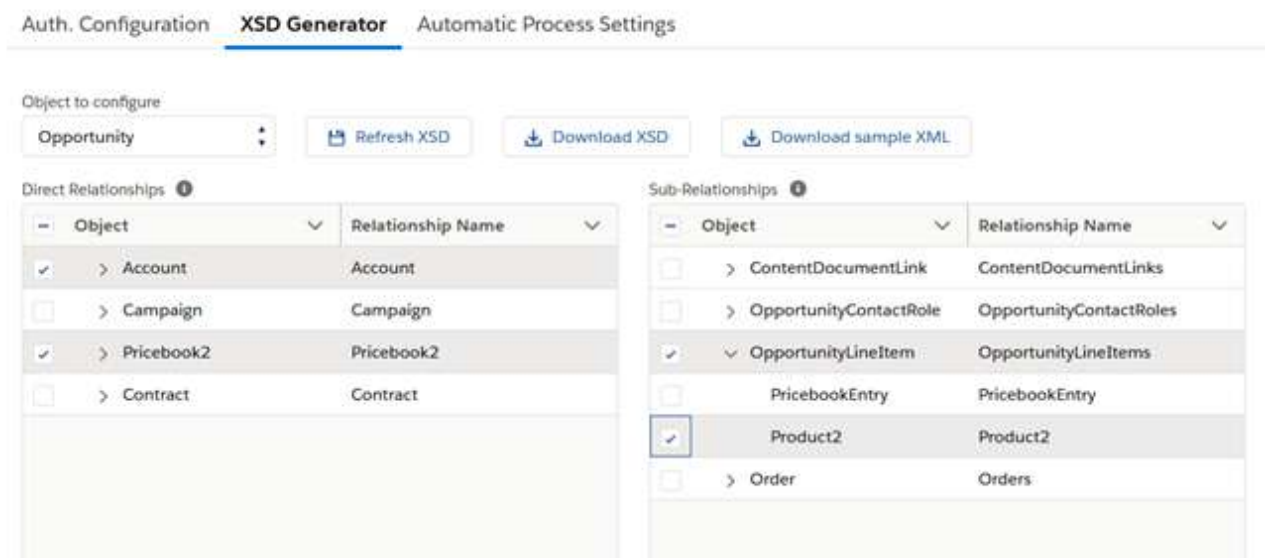 Auth. Configuration XSD Generator Automatic Process Settings
Object to configure
Opportunity Refresh XSD Download XSD Download sample XML
Direct Relationships
Object Relationship Name
Account Account
Campaign Campaign
Pricebook2 Pricebook2
Contract Contract
Sub-Relationships
Object Relationship Name
ContentDocumentLink ContentDocumentLinks
OpportunityContactRole OpportunityContactRoles
OpportunityLineItem OpportunityLineItems
PricebookEntry PricebookEntry
Product2 Product2
Order Orders